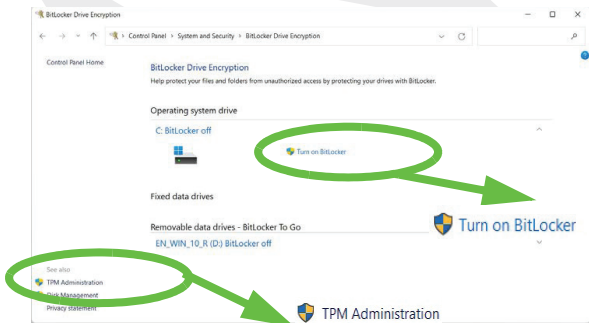 BitLocker Drive Encryption
Control Panel > System and Security > BitLocker Drive Encryption
Control Panel Home
BitLocker Drive Encryption
Help protect your files and folders from unauthorized access by protecting your drives with BitLocker.
Operating system drive
C: BitLocker off
Turn on BitLocker
Fixed data drives
Turn on BitLocker
Removable data drives - BitLocker To Go
EN_WIN_10_R (D:) BitLocker off
See also
TPM Administration
Disk Management
Privacy statement
TPM Administration